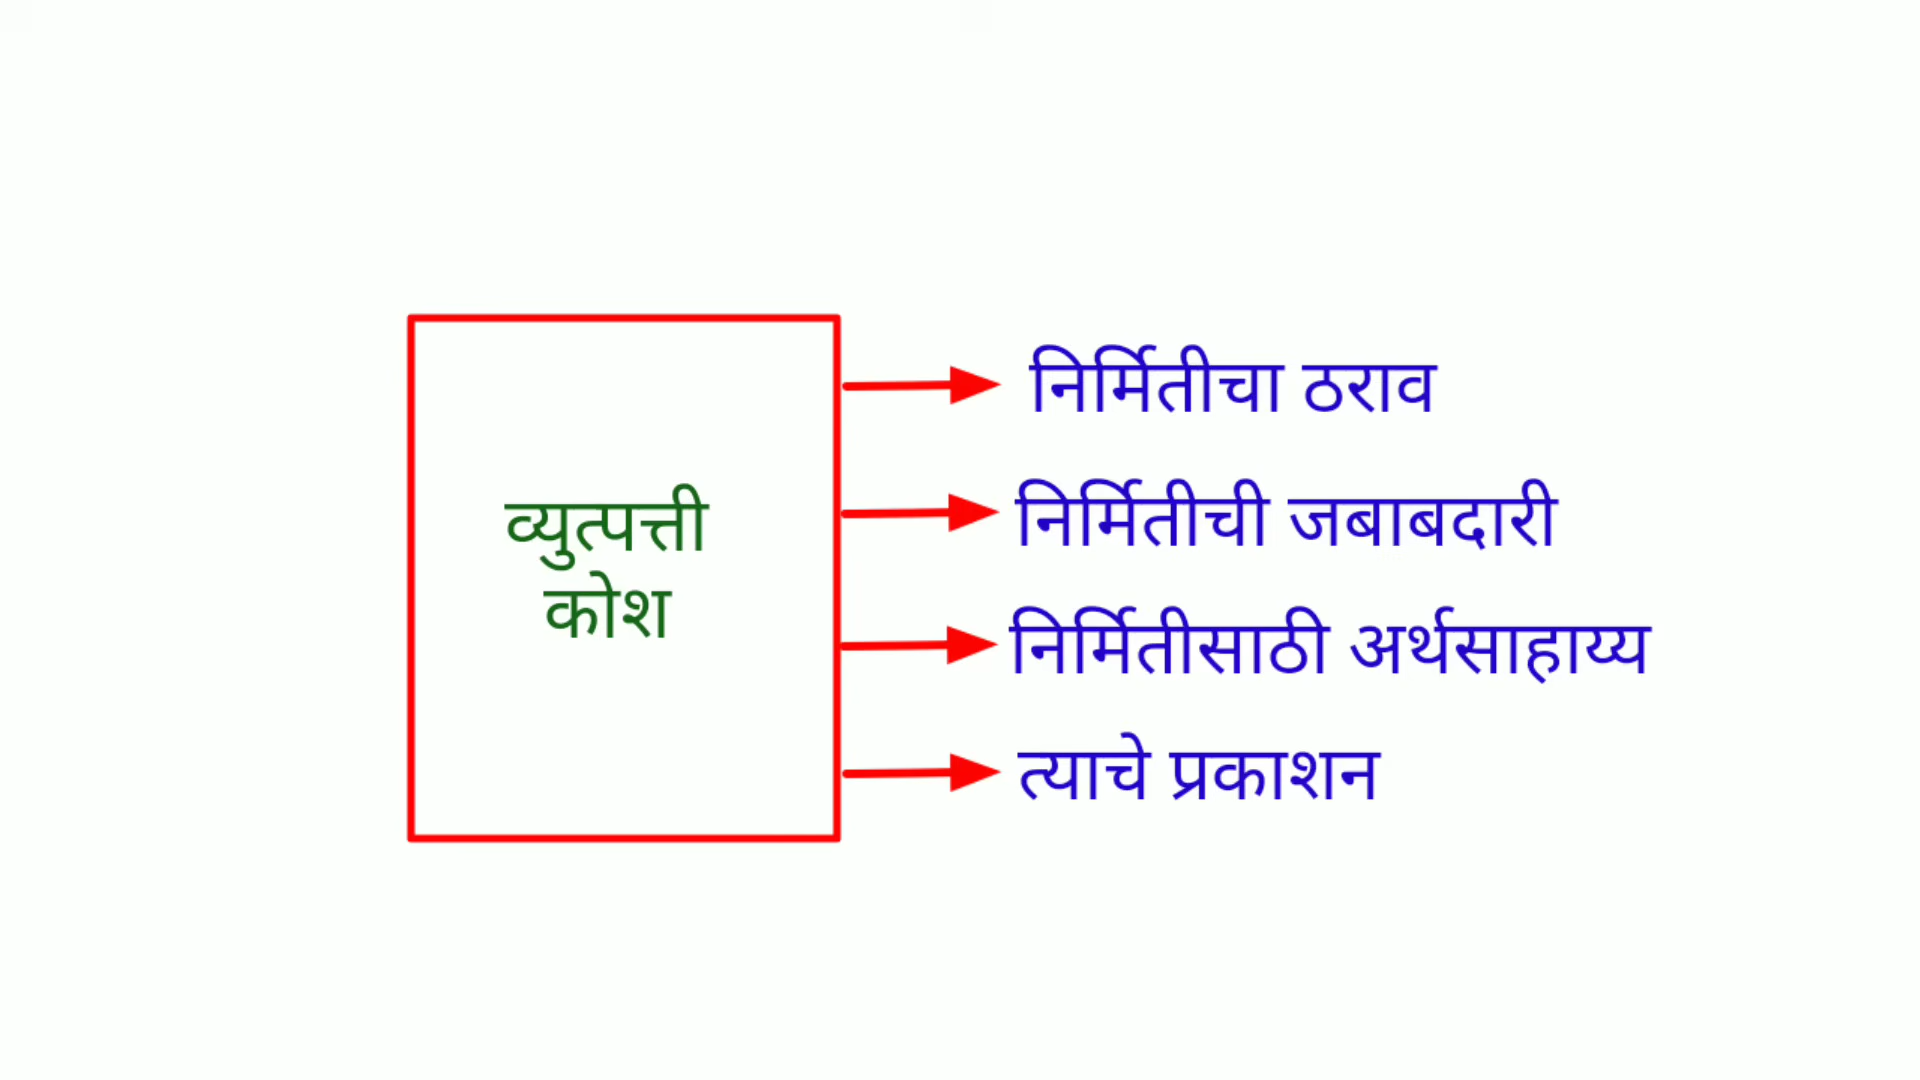 व्युत्पत्ती
कोश
निर्मितीचा ठराव
निर्मितीची जबाबदारी
निर्मितीसाठी अर्थसाहाय्य
त्याचे प्रकाशन